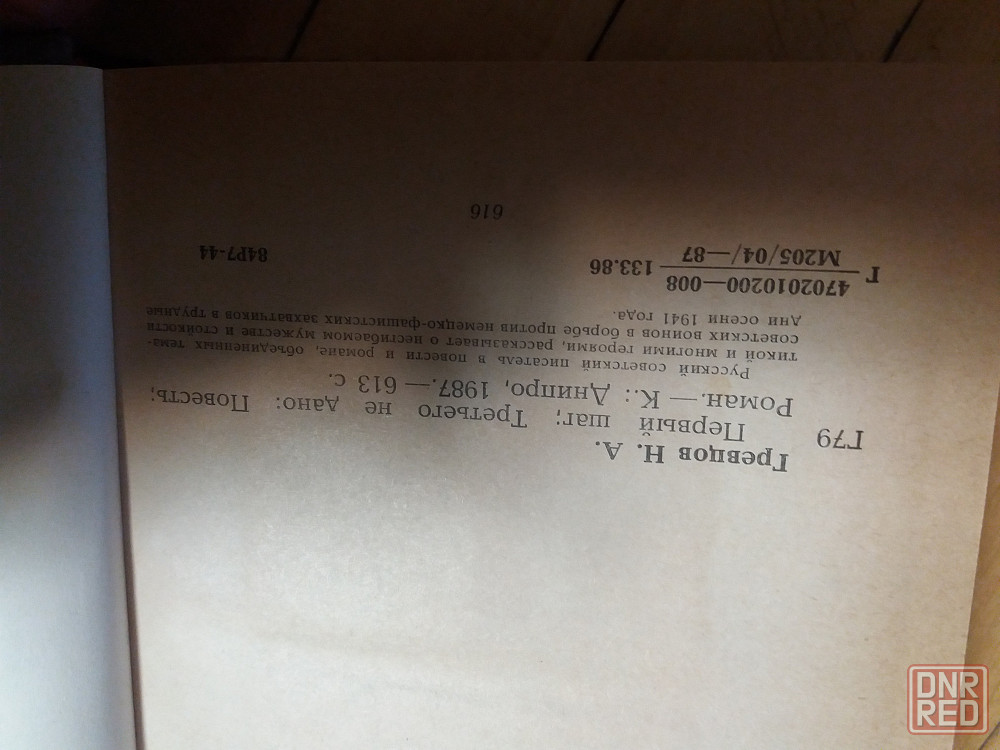 Гревцов Н. А.
Г79 Первый шаг; Третьего не дано: Повесть;
Роман.— К.: Днипро, 1987.— 613 с.
Русский советский писатель в повести и романе, объединенных тема-
тикой и многими героями, рассказывает о несгибаемом мужестве и стойкости
советских воинов в борьбе против немецко-фашистских захватчиков в трудные
дни осени 1941 года.
Г 4702010200—008 133.86 84Р7-44
М205/04/—87
616
DNR
RED